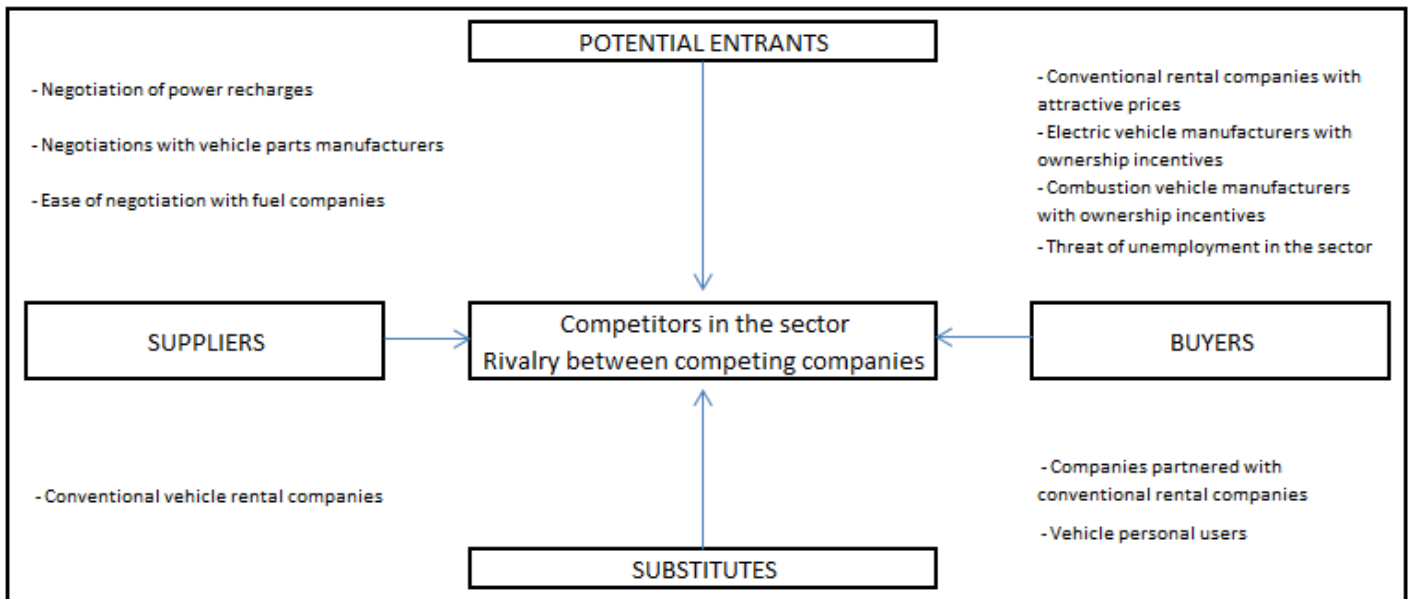 POTENTIAL ENTRANTS
- Negotiation of power recharges
- Negotiations with vehicle parts manufacturers
- Ease of negotiation with fuel companies
- Conventional rental companies with
attractive prices
- Electric vehicle manufacturers with
ownership incentives
- Combustion vehicle manufacturers
with ownership incentives
- Threat of unemployment in the sector
SUPPLIERS
Competitors in the sector
Rivalry between competing companies
BUYERS
- Conventional vehicle rental companies
- Companies partnered with
conventional rental companies
- Vehicle personal users
SUBSTITUTES